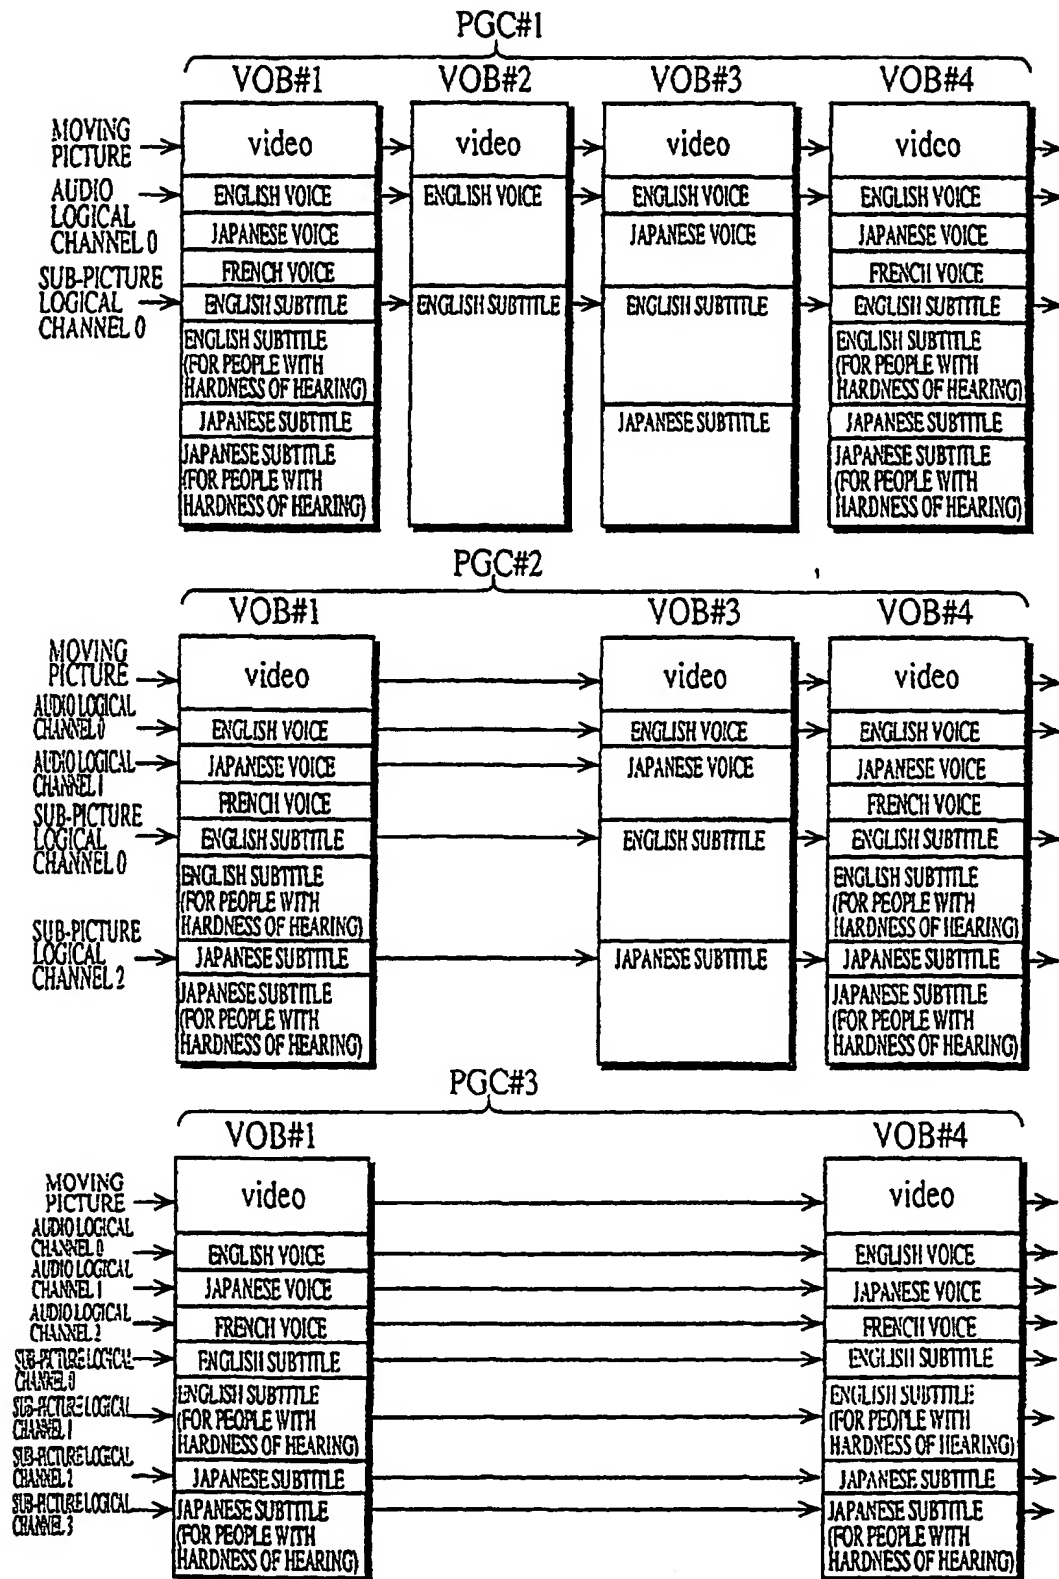 PGC#1
VOB#1
VOB#2
VOB#3
VOB#4
MOVING
PICTURE
video
video
video
video
AUDIO
LOGICAL
CHANNEL 0
ENGLISH VOICE
ENGLISH VOICE
ENGLISH VOICE
ENGLISH VOICE
JAPANESE VOICE
JAPANESE VOICE
JAPANESE VOICE
FRENCH VOICE
FRENCH VOICE
SUB-PICTURE
LOGICAL
CHANNEL 0
ENGLISH SUBTITLE
ENGLISH SUBTITLE
ENGLISH SUBTITLE
ENGLISH SUBTITLE
ENGLISH SUBTITLE
(FOR PEOPLE WITH
HARDNESS OF HEARING)
ENGLISH SUBTITLE
(FOR PEOPLE WITH
HARDNESS OF HEARING)
JAPANESE SUBTITLE
JAPANESE SUBTITLE
JAPANESE SUBTITLE
JAPANESE SUBTITLE
(FOR PEOPLE WITH
HARDNESS OF HEARING)
JAPANESE SUBTITLE
(FOR PEOPLE WITH
HARDNESS OF HEARING)
PGC#2
VOB#1
VOB#3
VOB#4
MOVING
PICTURE
video
video
video
AUDIO LOGICAL
CHANNEL 0
ENGLISH VOICE
ENGLISH VOICE
ENGLISH VOICE
AUDIO LOGICAL
CHANNEL 1
JAPANESE VOICE
JAPANESE VOICE
JAPANESE VOICE
FRENCH VOICE
FRENCH VOICE
SUB-PICTURE
LOGICAL
CHANNEL 0
ENGLISH SUBTITLE
ENGLISH SUBTITLE
ENGLISH SUBTITLE
ENGLISH SUBTITLE
(FOR PEOPLE WITH
HARDNESS OF HEARING)
ENGLISH SUBTITLE
(FOR PEOPLE WITH
HARDNESS OF HEARING)
SUB-PICTURE
LOGICAL
CHANNEL 2
JAPANESE SUBTITLE
JAPANESE SUBTITLE
JAPANESE SUBTITLE
JAPANESE SUBTITLE
(FOR PEOPLE WITH
HARDNESS OF HEARING)
JAPANESE SUBTITLE
(FOR PEOPLE WITH
HARDNESS OF HEARING)
PGC#3
VOB#1
VOB#4
MOVING
PICTURE
video
video
AUDIO LOGICAL
CHANNEL 0
ENGLISH VOICE
ENGLISH VOICE
AUDIO LOGICAL
CHANNEL 1
JAPANESE VOICE
JAPANESE VOICE
AUDIO LOGICAL
CHANNEL 2
FRENCH VOICE
FRENCH VOICE
SUB-PICTURE LOGICAL
CHANNEL 0
ENGLISH SUBTITLE
ENGLISH SUBTITLE
SUB-PICTURE LOGICAL
CHANNEL 1
ENGLISH SUBTITLE
(FOR PEOPLE WITH
HARDNESS OF HEARING)
ENGLISH SUBTITLE
(FOR PEOPLE WITH
HARDNESS OF HEARING)
SUB-PICTURE LOGICAL
CHANNEL 2
JAPANESE SUBTITLE
JAPANESE SUBTITLE
SUB-PICTURE LOGICAL
CHANNEL 3
JAPANESE SUBTITLE
(FOR PEOPLE WITH
HARDNESS OF HEARING)
JAPANESE SUBTITLE
(FOR PEOPLE WITH
HARDNESS OF HEARING)